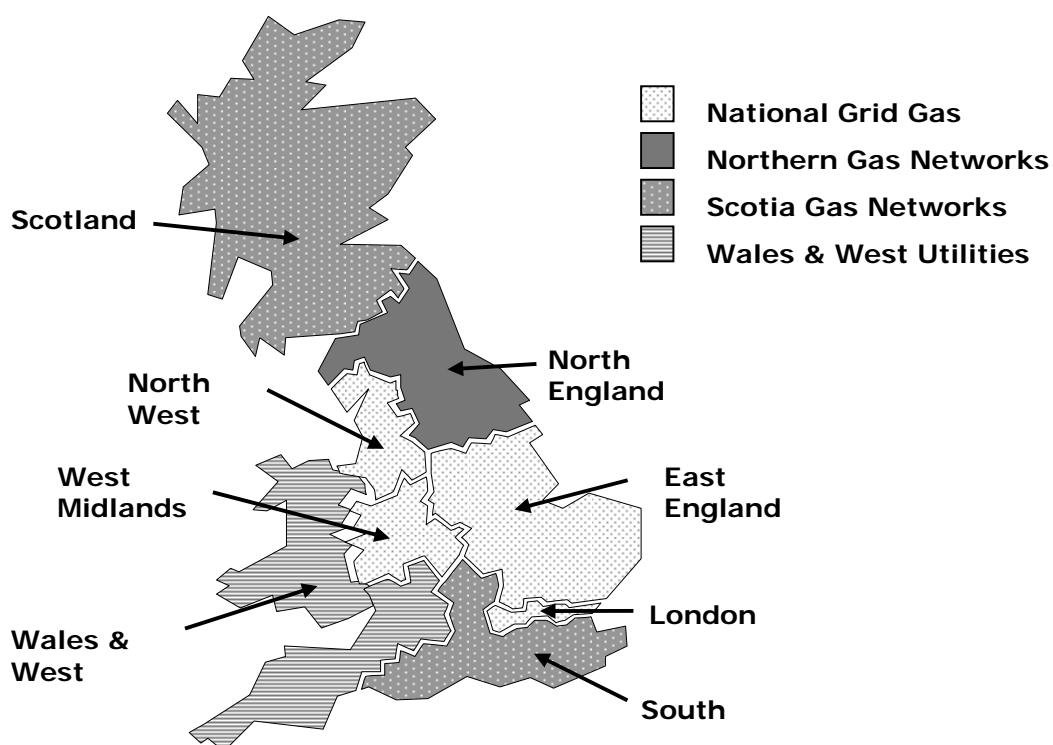 National Grid Gas
Northern Gas Networks
Scotia Gas Networks
Wales & West Utilities
Scotland
North
England
North
West
West
Midlands
East
England
London
Wales &
West
South